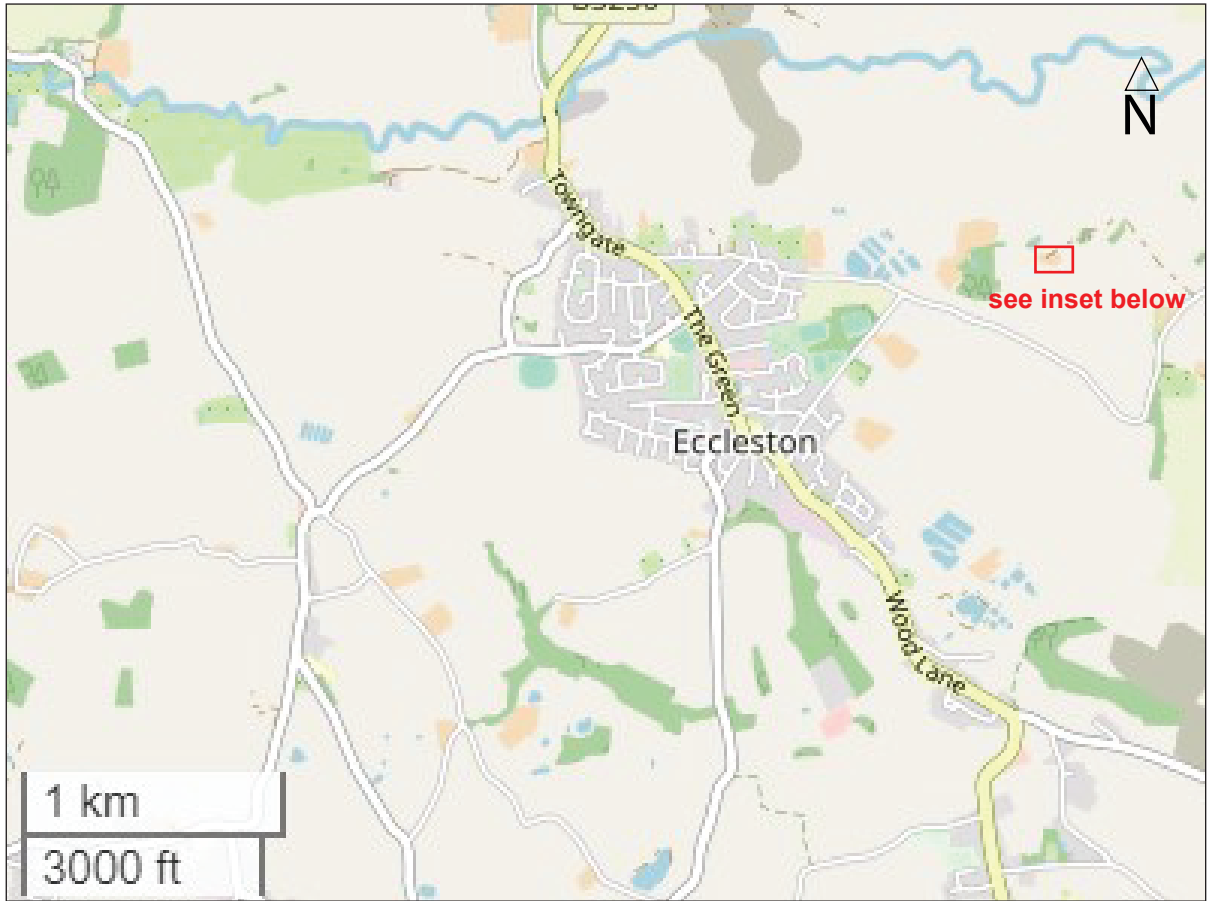 N
Towngate
see inset below
The Green
Eccleston
Wood Lane
1 km
3000 ft